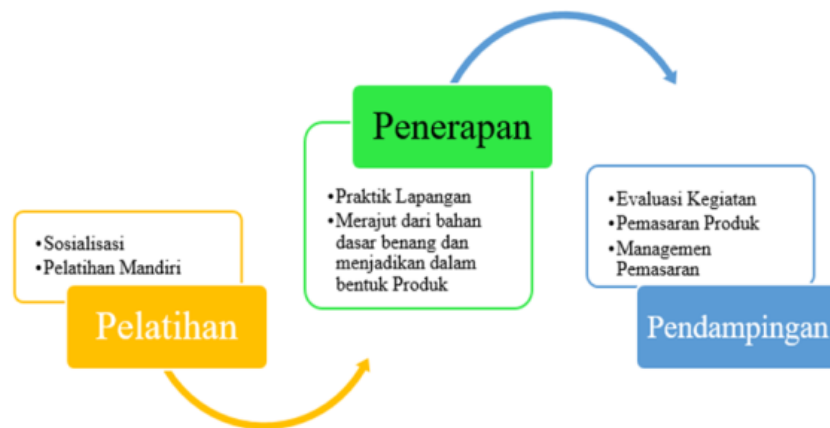 •Sosialisasi
•Pelatihan Mandiri
Pelatihan
Penerapan
•Praktik Lapangan
•Merajut dari bahan
dasar benang dan
menjadikan dalam
bentuk Produk
•Evaluasi Kegiatan
•Pemasaran Produk
•Managemen
Pemasaran
Pendampingan